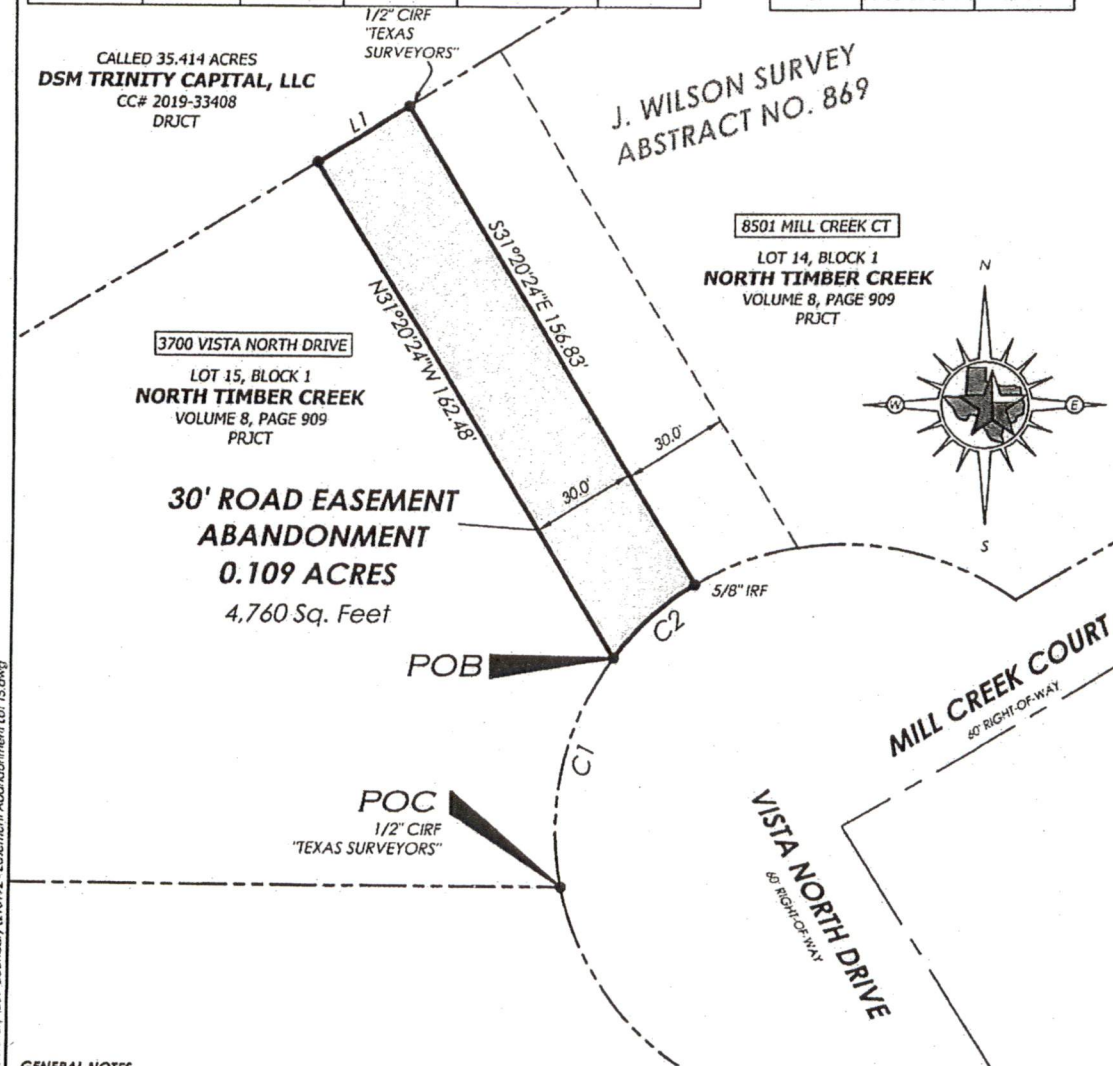 1/2" CIRF
"TEXAS
SURVEYORS"
CALLED 35.414 ACRES
DSM TRINITY CAPITAL, LLC
CC# 2019-33408
DRJCT
L1
J. WILSON SURVEY
ABSTRACT NO. 869
8501 MILL CREEK CT
LOT 14, BLOCK 1
NORTH TIMBER CREEK
VOLUME 8, PAGE 909
PRJCT
N
W
E
S
S31°20'24"E 156.83'
N31°20'24"W 162.48'
3700 VISTA NORTH DRIVE
LOT 15, BLOCK 1
NORTH TIMBER CREEK
VOLUME 8, PAGE 909
PRJCT
30.0'
30.0'
30' ROAD EASEMENT
ABANDONMENT
0.109 ACRES
4,760 Sq. Feet
5/8" IRF
C2
POB
MILL CREEK COURT
60' RIGHT-OF-WAY
C1
POC
1/2" CIRF
"TEXAS SURVEYORS"
VISTA NORTH DRIVE
60' RIGHT-OF-WAY
GENERAL NOTES